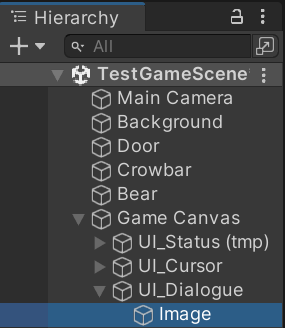 Hierarchy
All
TestGameScene
Main Camera
Background
Door
Crowbar
Bear
Game Canvas
UI_Status (tmp)
UI_Cursor
UI_Dialogue
Image